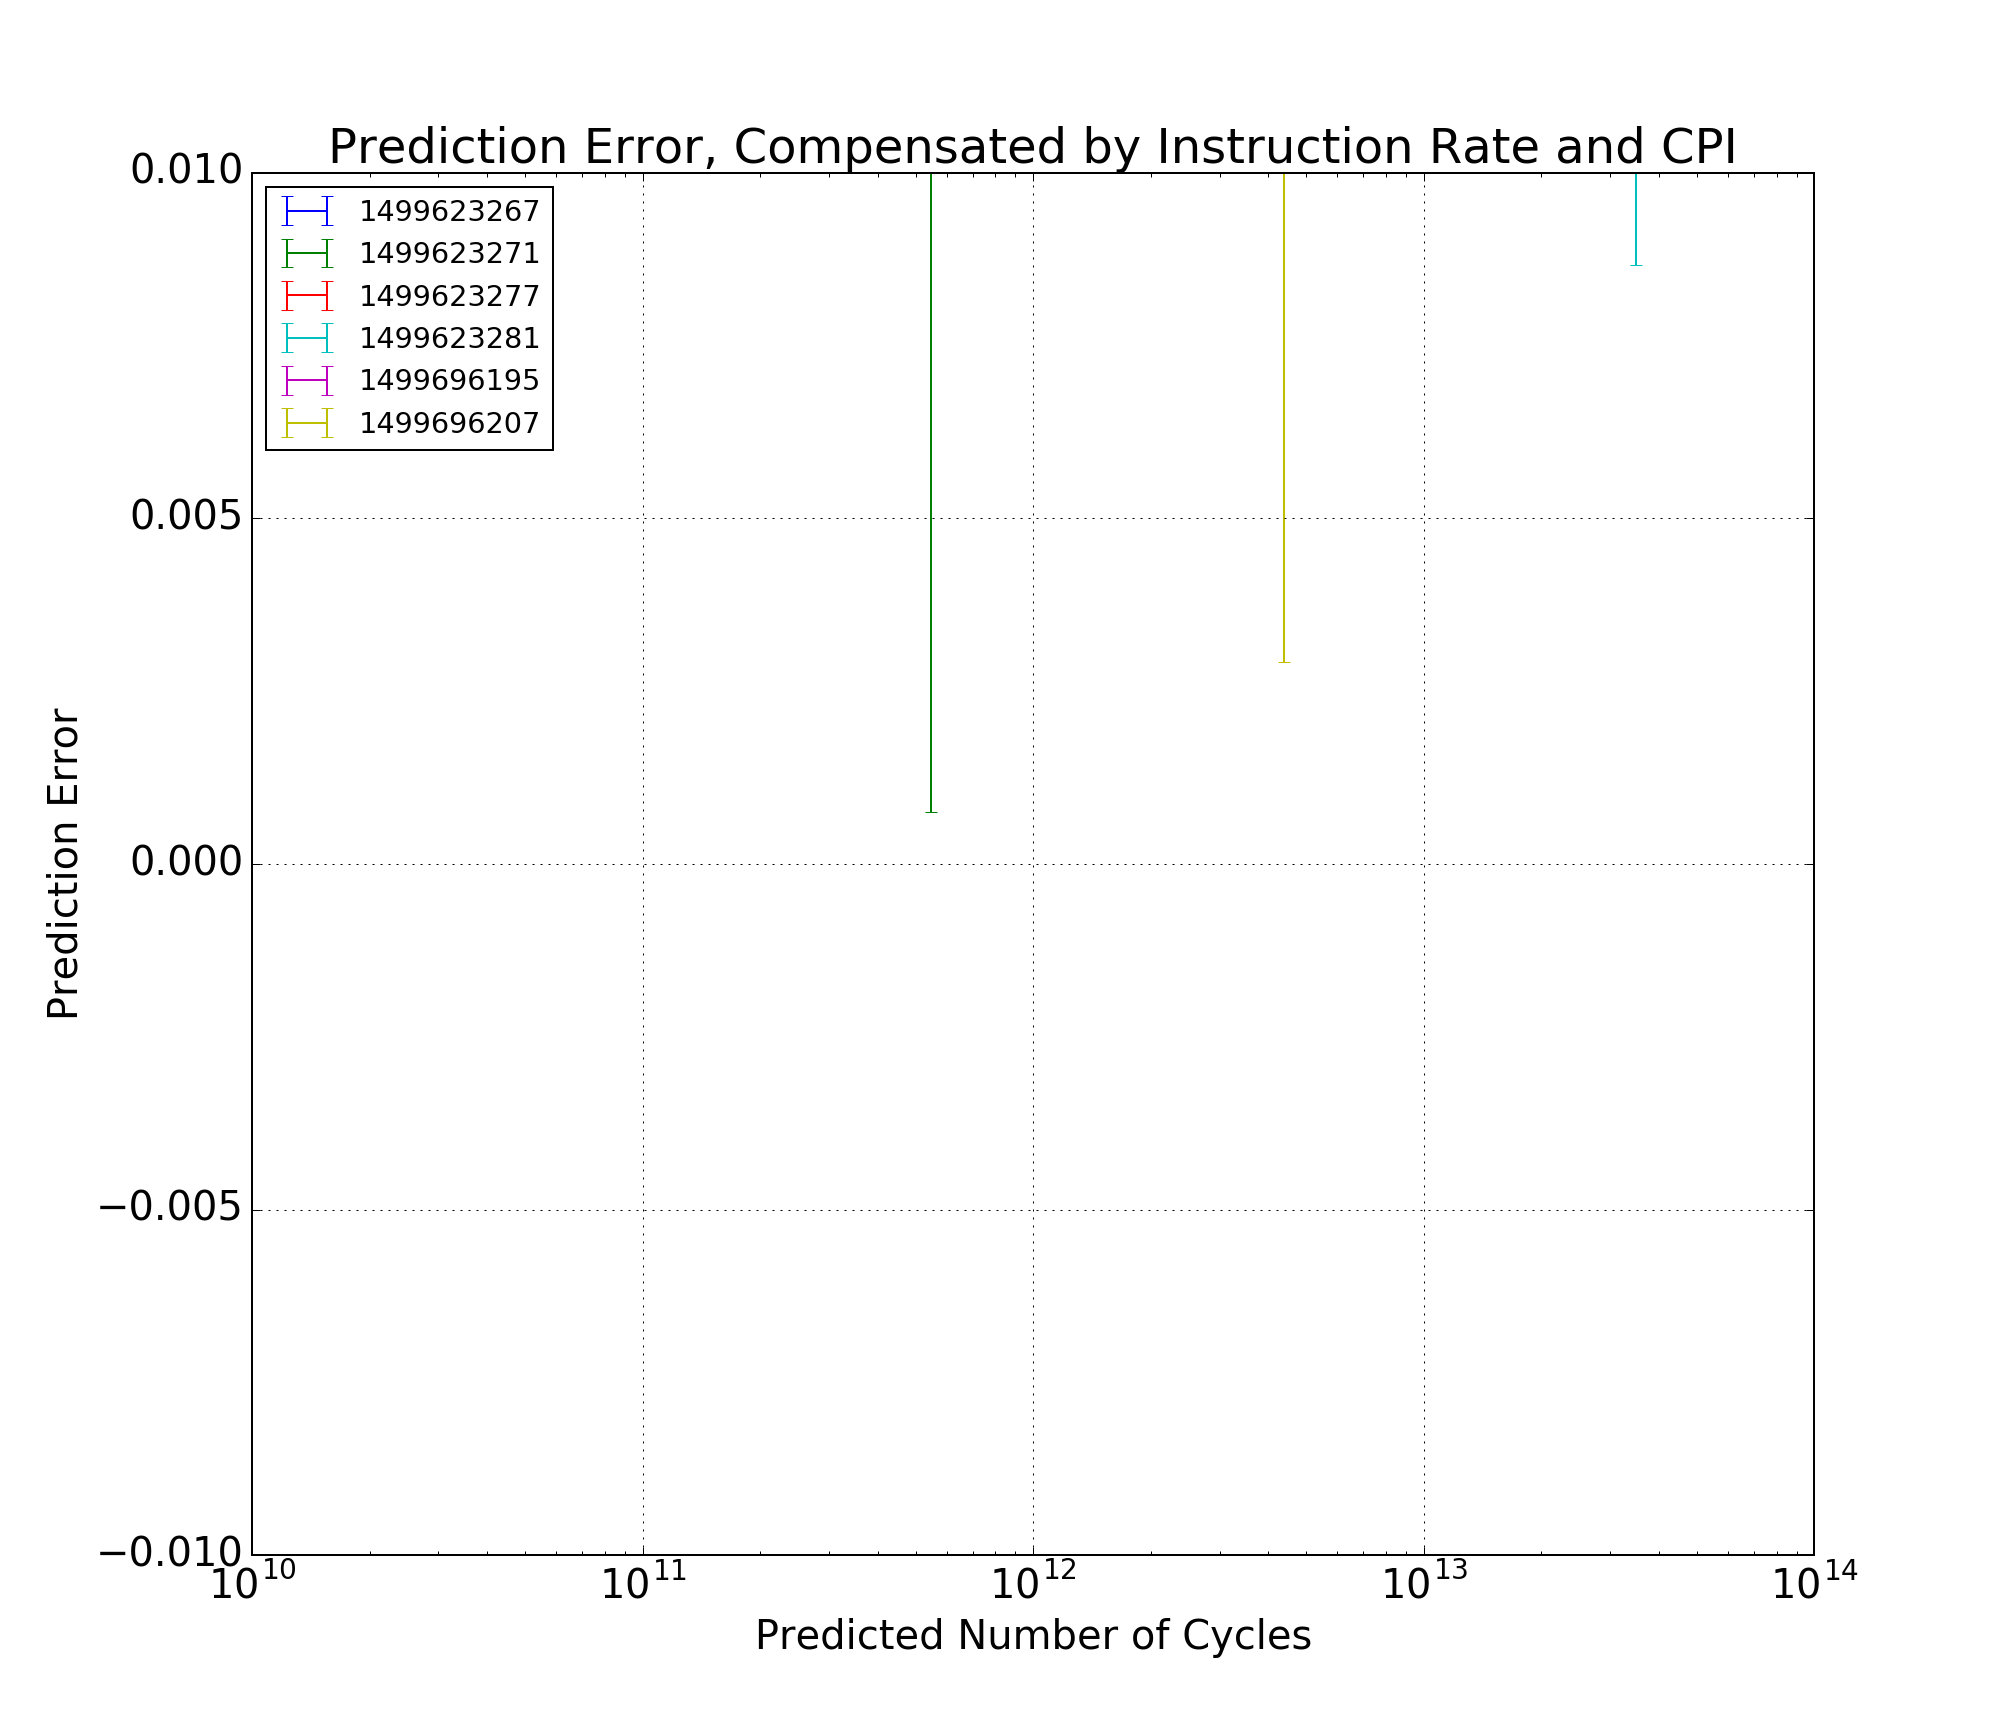 Prediction Error, Compensated by Instruction Rate and CPI
0.010
0.005
0.000
−0.005
−0.010
Prediction Error
1499623267
1499623271
1499623277
1499623281
1499696195
1499696207
10^10 10^11 10^12 10^13 10^14
Predicted Number of Cycles